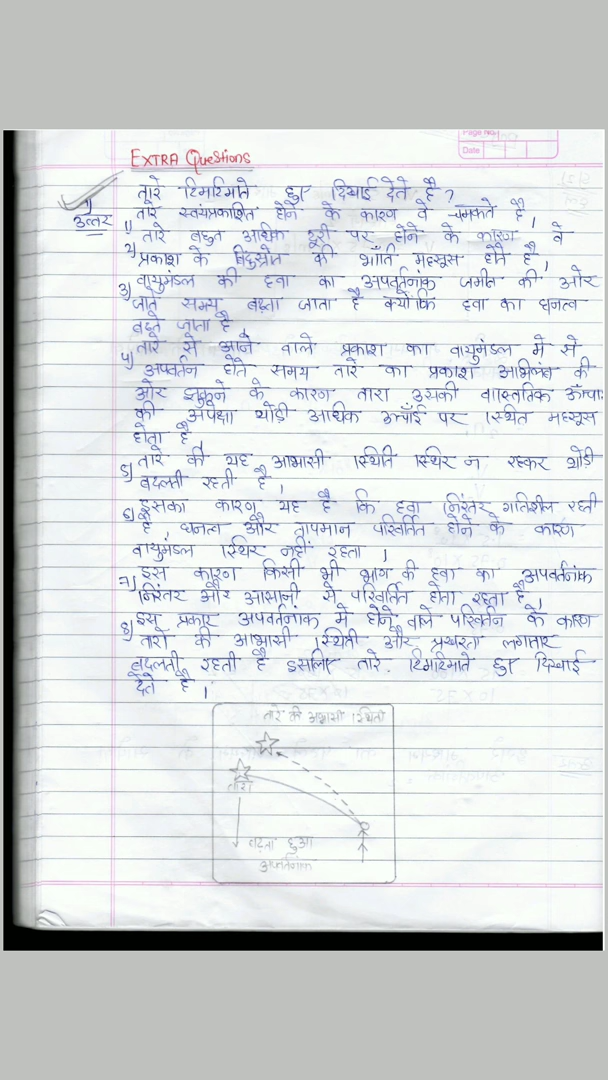 Page No.
Date
EXTRA Questions
1) तारे टिमटिमाते हुए दिखाई देते है ?
उत्तर तारे स्वयंप्रकाशित होने के कारण वे चमकते है ।
1) तारे बहुत अधिक दूरी पर होने के कारण वे
2) प्रकाश के बिंदुस्रोत की भाँति महसूस होते है ।
3) वायुमंडल की हवा का अपवर्तनांक जमीन की ओर
जाते समय बढ़ता जाता है क्योंकि हवा का घनत्व
बढ़ते जाता है ।
4) तारे से आने वाले प्रकाश का वायुमंडल में से
अपवर्तन होते समय तारे का प्रकाश अभिलंब की
ओर झुकने के कारण तारा उसकी वास्तविक ऊँचाई
की अपेक्षा थोड़ी अधिक ऊँचाई पर स्थित महसूस
होता है ।
5) तारे की यह आभासी स्थिति स्थिर न रहकर थोड़ी
बदलती रहती है ।
6) इसका कारण यह है कि हवा निरंतर गतिशील रहती
है, घनत्व और तापमान परिवर्तित होने के कारण
वायुमंडल स्थिर नहीं रहता ।
7) इस कारण किसी भी भाग की हवा का अपवर्तनांक
निरंतर और आसानी से परिवर्तित होता रहता है ।
8) इस प्रकार अपवर्तनांक में होने वाले परिवर्तन के कारण
तारों की आभासी स्थिती और प्रखरता लगातार
बदलती रहती है इसलिए तारे टिमटिमाते हुए दिखाई
देते है ।
तारे की अभासी स्थिती
तारा
बढ़ता हुआ
अपवर्तनांक